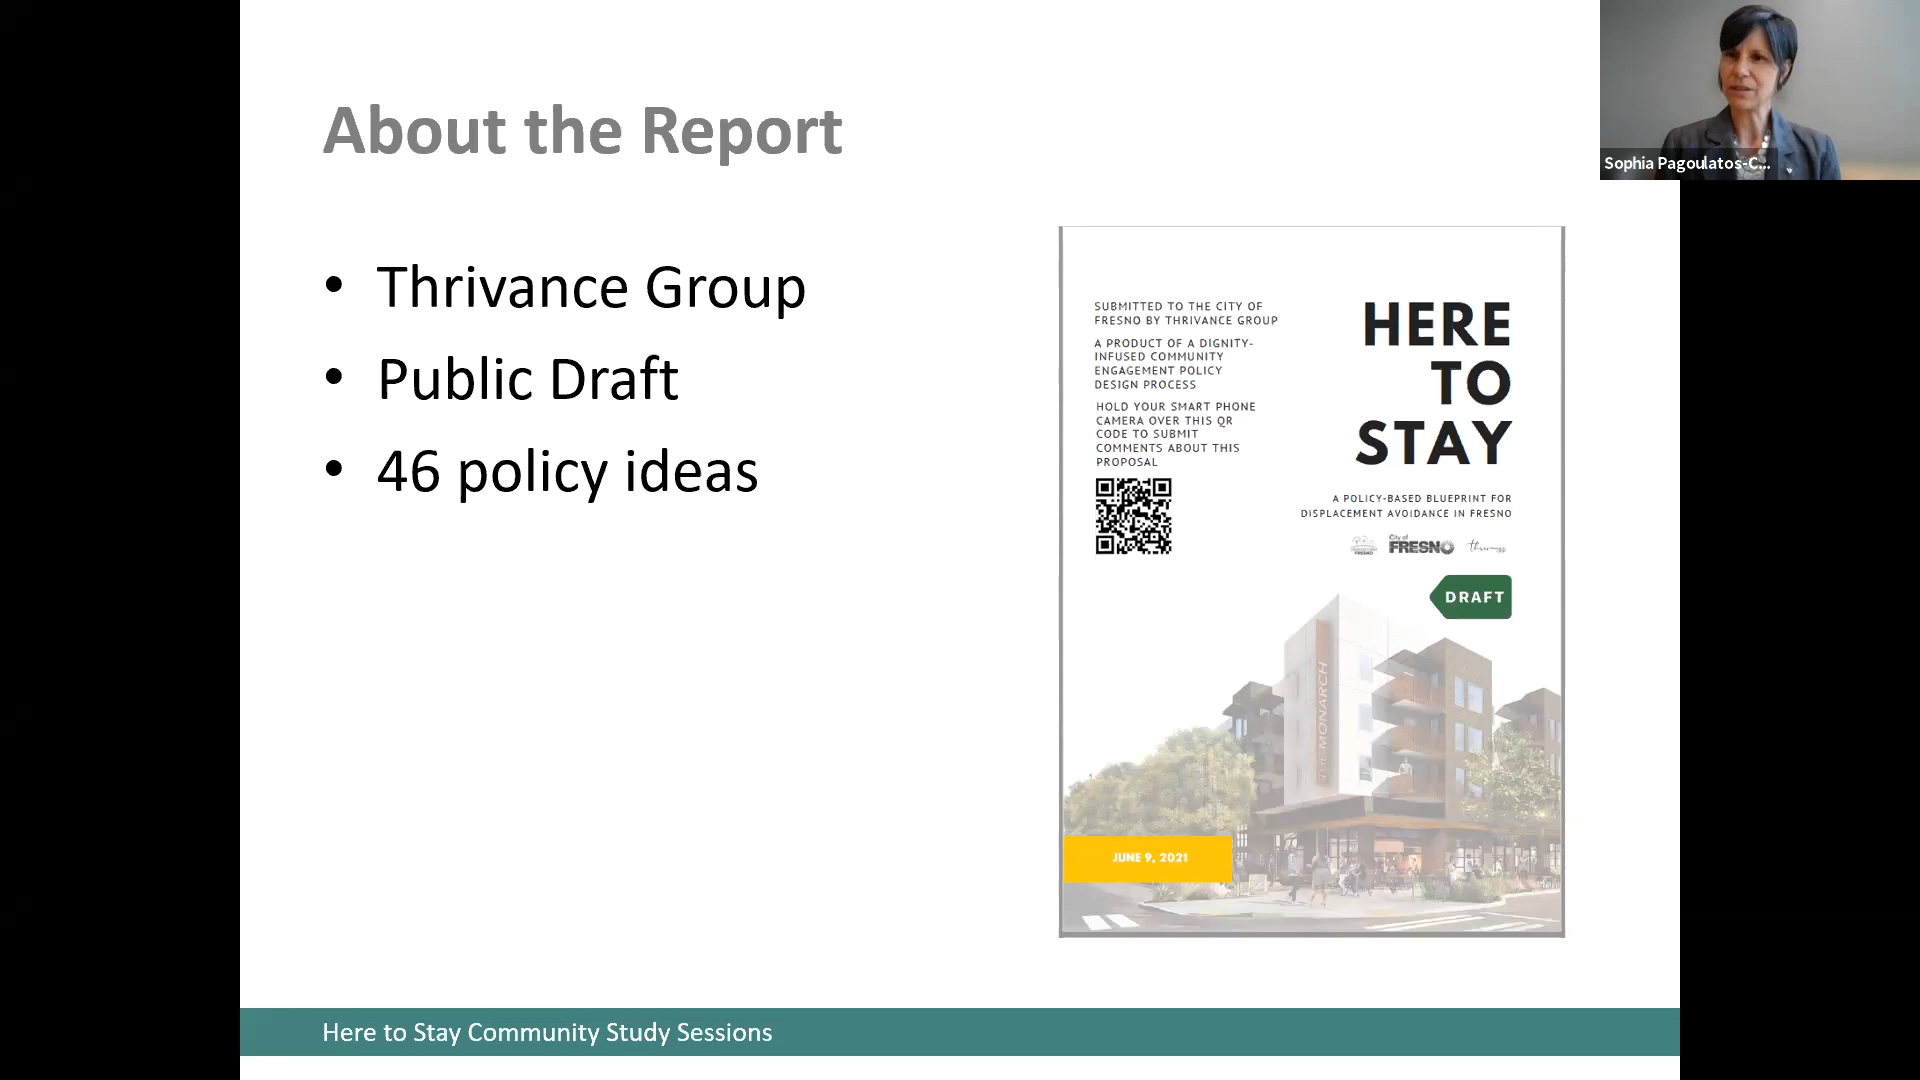 About the Report
• Thrivance Group
• Public Draft
• 46 policy ideas
Sophia Pagoulatos-C...
SUBMITTED TO THE CITY OF
FRESNO BY THRIVANCE GROUP
A PRODUCT OF A DIGNITY-
INFUSED COMMUNITY
ENGAGEMENT POLICY
DESIGN PROCESS
HOLD YOUR SMART PHONE
CAMERA OVER THIS QR
CODE TO SUBMIT
COMMENTS ABOUT THIS
PROPOSAL
HERE
TO
STAY
A POLICY-BASED BLUEPRINT FOR
DISPLACEMENT AVOIDANCE IN FRESNO
City of
FRESNO
DRAFT
THE MONARCH
JUNE 9, 2021
Here to Stay Community Study Sessions